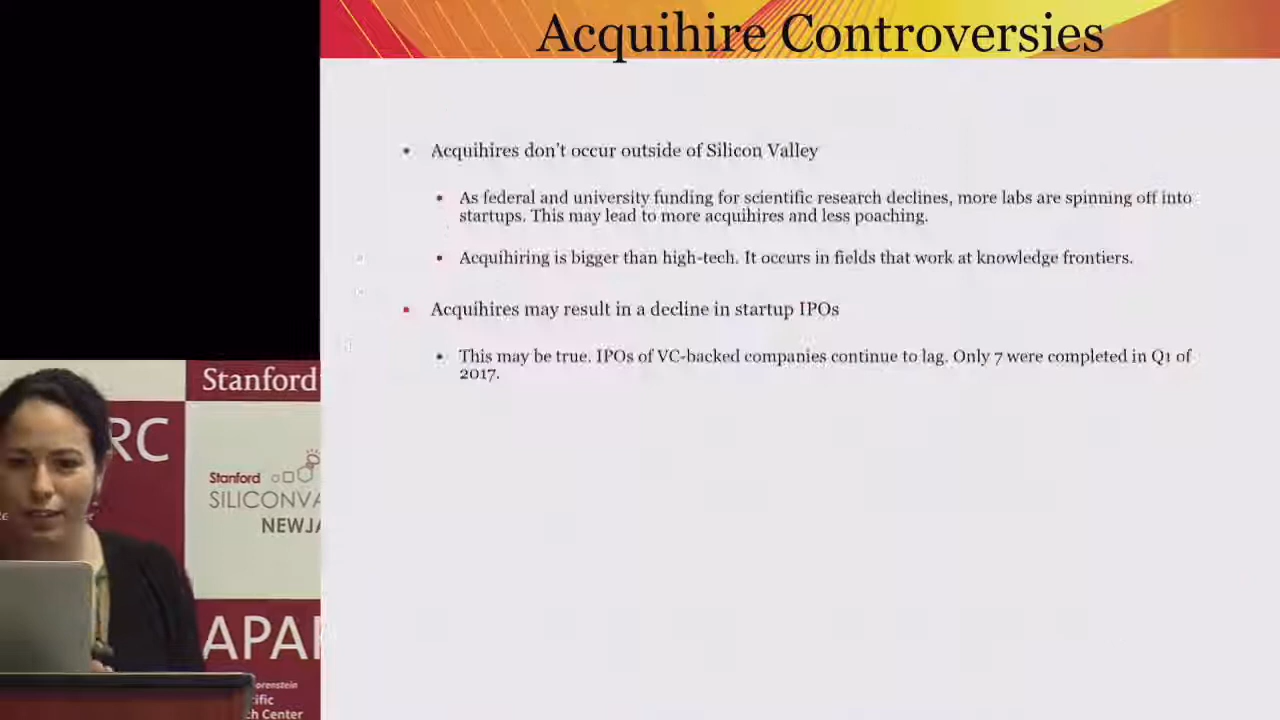 Acquihire Controversies
Acquihires don't occur outside of Silicon Valley
As federal and university funding for scientific research declines, more labs are spinning off into
startups. This may lead to more acquihires and less poaching.
Acquihiring is bigger than high-tech. It occurs in fields that work at knowledge frontiers.
Acquihires may result in a decline in startup IPOs
This may be true. IPOs of VC-backed companies continue to lag. Only 7 were completed in Q1 of
2017.
Stanford
RC
Stanford
SILICONVA
NEWJA
APAR
orenstein
ific
h Center